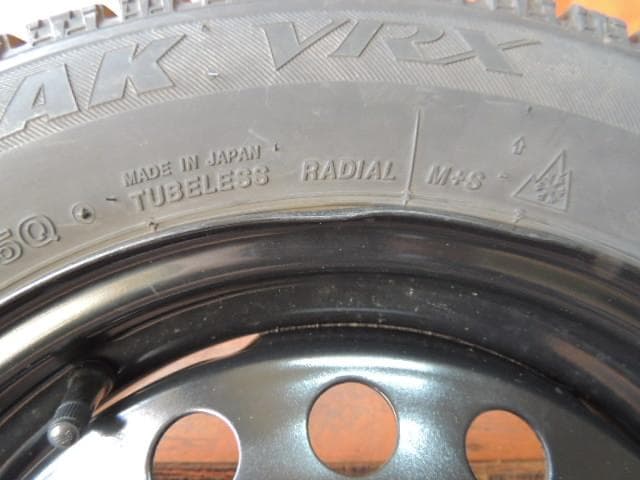 AK VRX
MADE IN JAPAN
TUBELESS RADIAL M+S
5Q